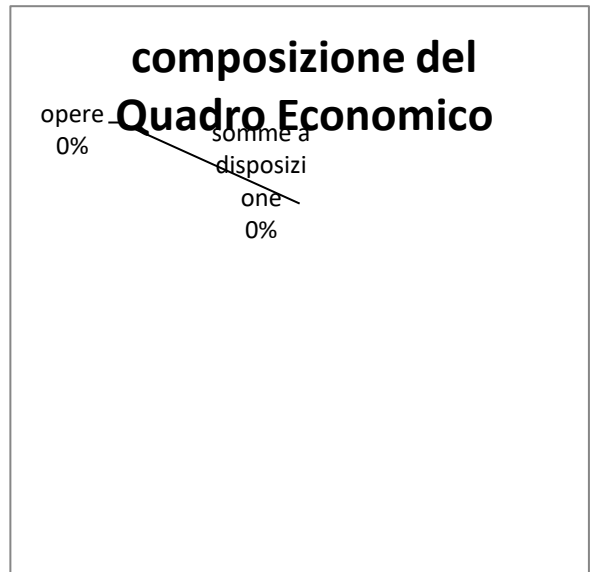 composizione del
Quadro Economico
opere
0%
somme a
disposizi
one
0%